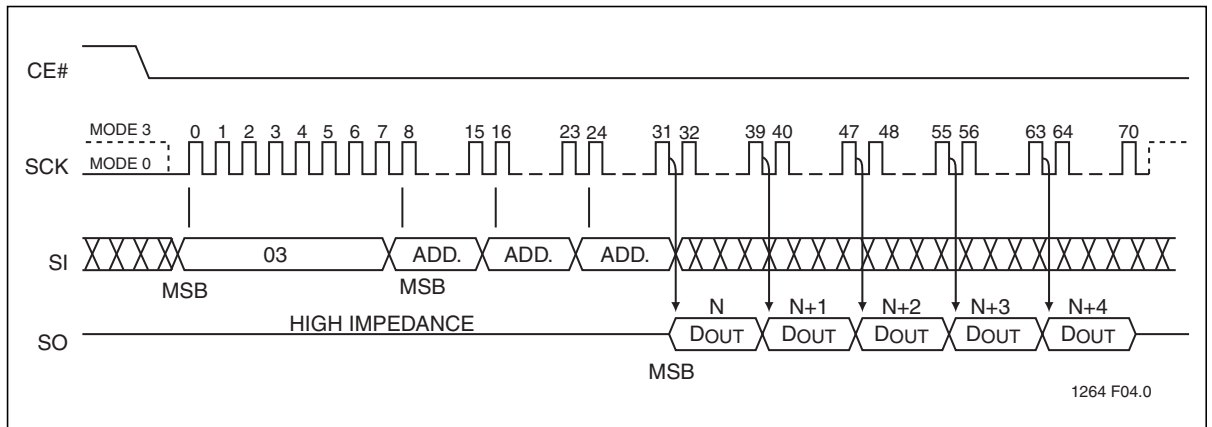 CE#
MODE 3
0 1 2 3 4 5 6 7 8 15 16 23 24 31 32 39 40 47 48 55 56 63 64 70
SCK
MODE 0
SI
03 ADD. ADD. ADD.
MSB MSB
N N+1 N+2 N+3 N+4
HIGH IMPEDANCE
SO
DOUT DOUT DOUT DOUT DOUT
MSB
1264 F04.0